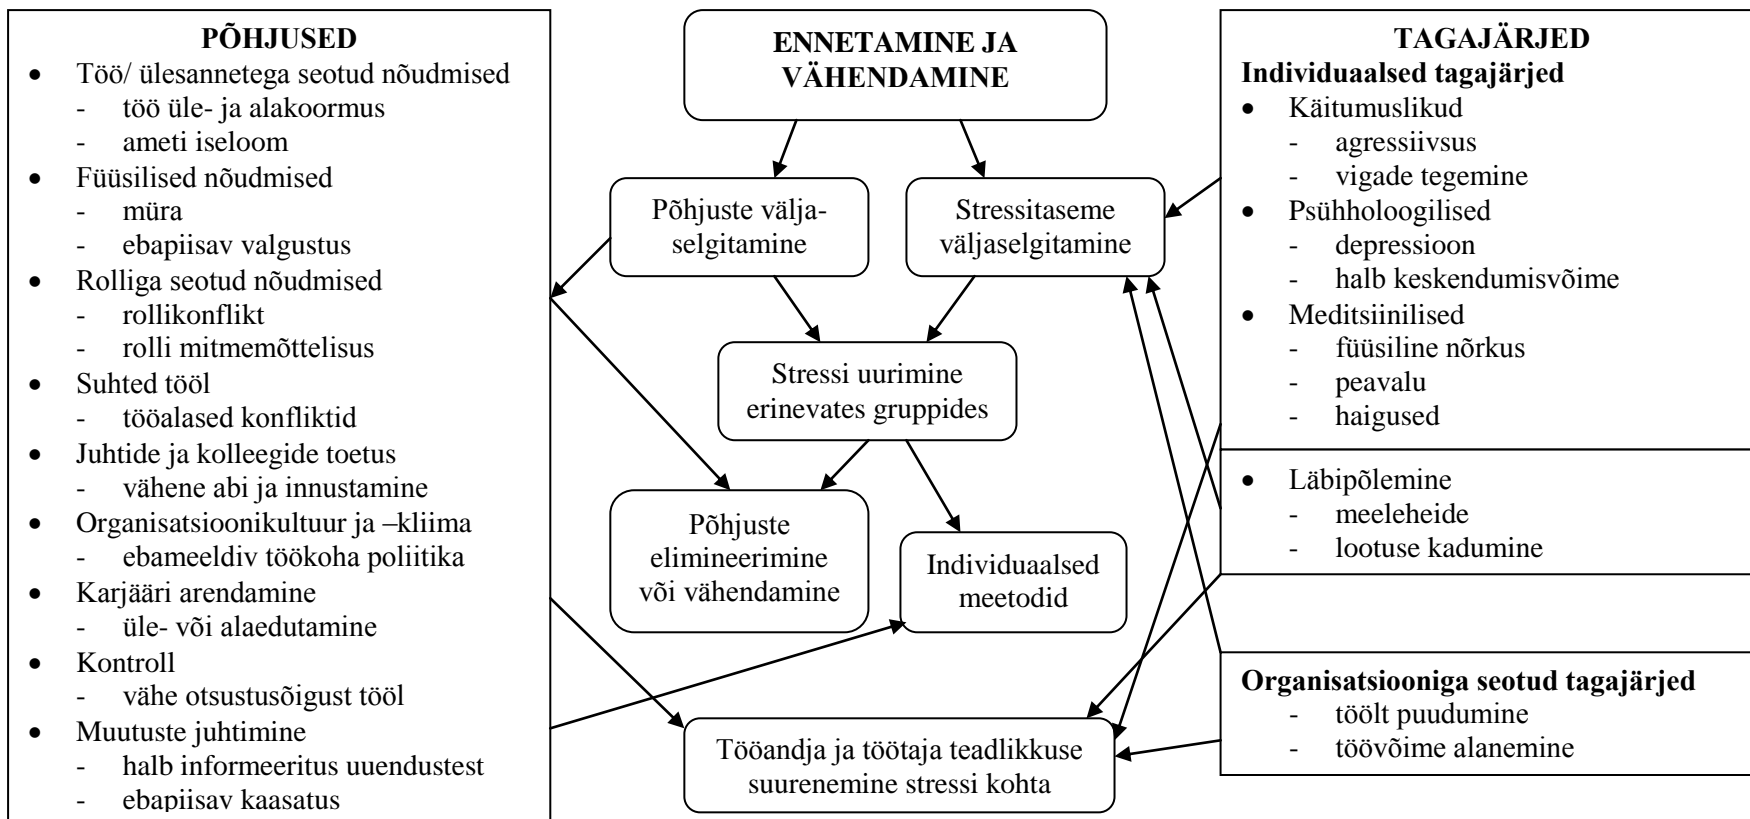 PÕHJUSED
• Töö/ ülesannetega seotud nõudmised
- töö üle- ja alakoormus
- ameti iseloom
• Füüsilised nõudmised
- müra
- ebapiisav valgustus
• Rolliga seotud nõudmised
- rollikonflikt
- rolli mitmemõttelisus
• Suhted tööl
- tööalased konfliktid
• Juhtide ja kolleegide toetus
- vähene abi ja innustamine
• Organisatsioonikultuur ja –kliima
- ebameeldiv töökoha poliitika
• Karjääri arendamine
- üle- või alaedutamine
• Kontroll
- vähe otsustusõigust tööl
• Muutuste juhtimine
- halb informeeritus uuendustest
- ebapiisav kaasatus
ENNETAMINE JA
VÄHENDAMINE
Põhjuste välja-
selgitamine
Stressitaseme
väljaselgitamine
Stressi uurimine
erinevates gruppides
Põhjuste
elimineerimine
või vähendamine
Individuaalsed
meetodid
Tööandja ja töötaja teadlikkuse
suurenemine stressi kohta
TAGAJÄRJED
Individuaalsed tagajärjed
• Käitumuslikud
- agressiivsus
- vigade tegemine
• Psühholoogilised
- depressioon
- halb keskendumisvõime
• Meditsiinilised
- füüsiline nõrkus
- peavalu
- haigused
• Läbipõlemine
- meeleheide
- lootuse kadumine
Organisatsiooniga seotud tagajärjed
- töölt puudumine
- töövõime alanemine